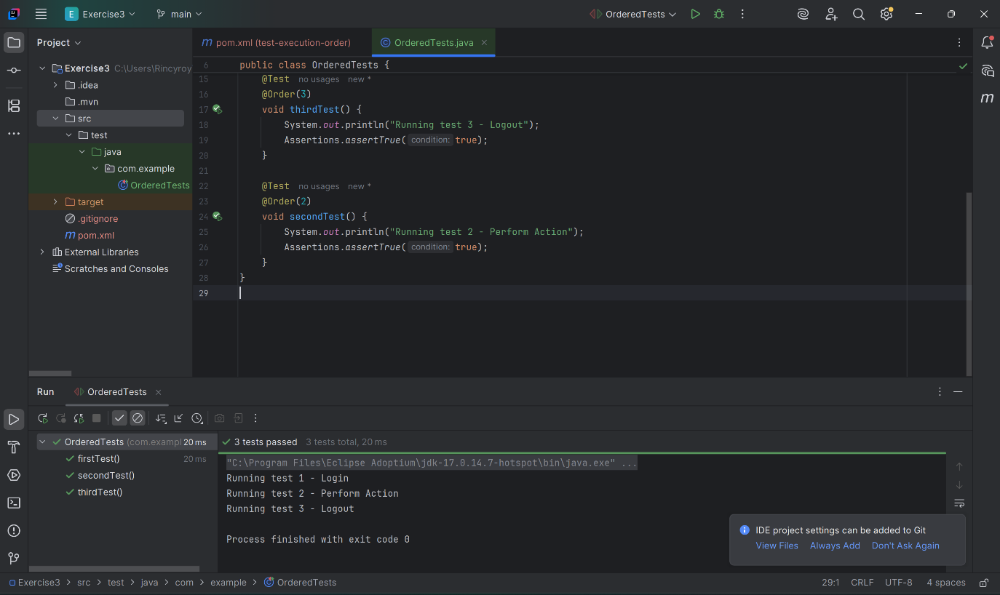 E Exercise3 main OrderedTests
Project
m pom.xml (test-execution-order) OrderedTests.java
Exercise3 C:\Users\Rincyroy
.idea
.mvn
src
test
java
com.example
OrderedTests
target
.gitignore
m pom.xml
External Libraries
Scratches and Consoles
6 public class OrderedTests {
15 @Test no usages new *
16 @Order(3)
17 void thirdTest() {
18 System.out.println("Running test 3 - Logout");
19 Assertions.assertTrue( condition: true);
20 }
21
22 @Test no usages new *
23 @Order(2)
24 void secondTest() {
25 System.out.println("Running test 2 - Perform Action");
26 Assertions.assertTrue( condition: true);
27 }
28 }
29
m
Run OrderedTests
OrderedTests (com.exampl 20 ms
firstTest() 20 ms
secondTest()
thirdTest()
3 tests passed 3 tests total, 20 ms
"C:\Program Files\Eclipse Adoptium\jdk-17.0.14.7-hotspot\bin\java.exe" ...
Running test 1 - Login
Running test 2 - Perform Action
Running test 3 - Logout
Process finished with exit code 0
IDE project settings can be added to Git
View Files Always Add Don't Ask Again
Exercise3 > src > test > java > com > example > OrderedTests
29:1 CRLF UTF-8 4 spaces